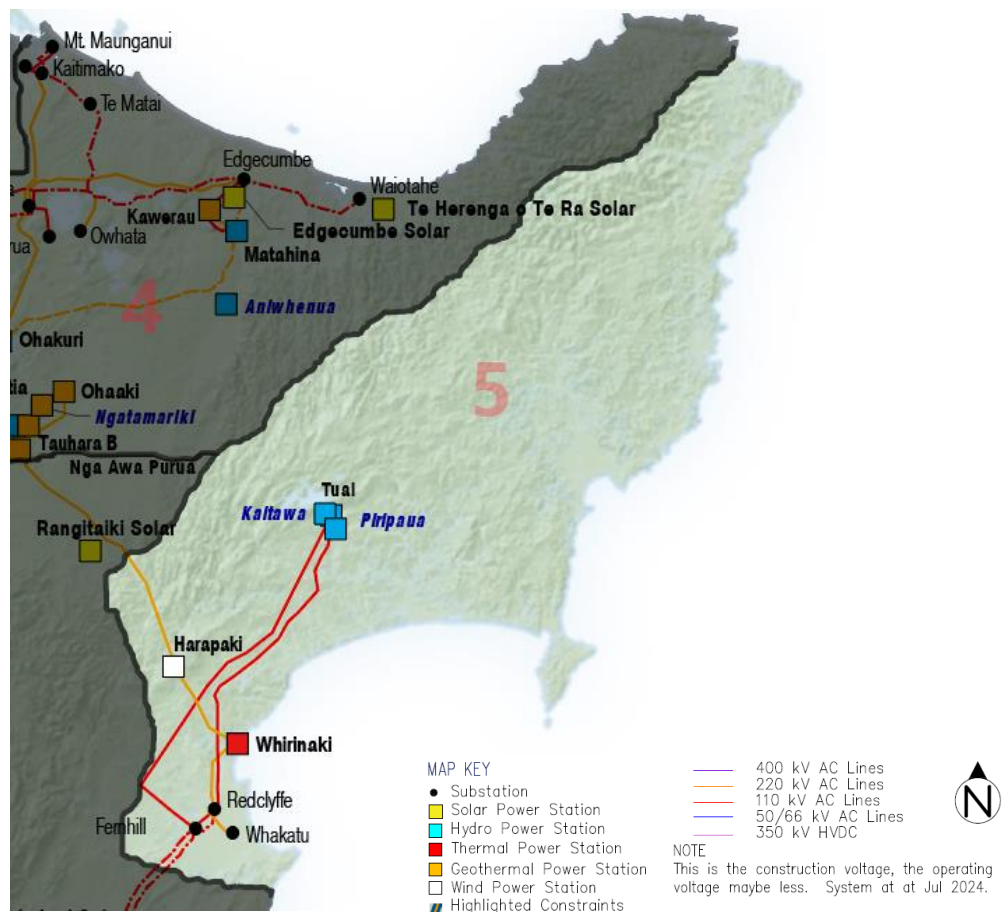 Mt. Maunganui
Kaitimako
Te Matai
Edgecumbe
Waiotahe
Kawerau
Te Herenga o Te Ra Solar
Edgecumbe Solar
Owhata
Matahina
4
Aniwhenua
Ohakuri
5
Ohaaki
Ngatamariki
Tauhara B
Nga Awa Purua
Tuai
Kaitawa
Piripaua
Rangitaiki Solar
Harapaki
Whirinaki
Redclyffe
Fernhill
Whakatu
MAP KEY
Substation
Solar Power Station
Hydro Power Station
Thermal Power Station
Geothermal Power Station
Wind Power Station
Highlighted Constraints
400 kV AC Lines
220 kV AC Lines
110 kV AC Lines
50/66 kV AC Lines
350 kV HVDC
NOTE
This is the construction voltage, the operating
voltage maybe less. System at at Jul 2024.
N